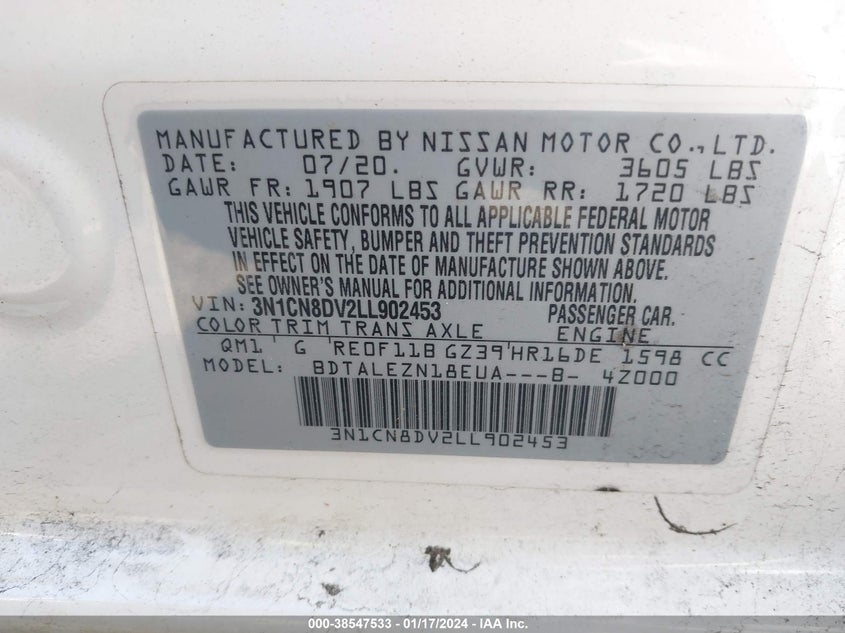 MANUFACTURED BY NISSAN MOTOR CO., LTD.
DATE: 07/20. GVWR: 3605 LBS
GAWR FR: 1907 LBS GAWR RR: 1720 LBS
THIS VEHICLE CONFORMS TO ALL APPLICABLE FEDERAL MOTOR
VEHICLE SAFETY, BUMPER AND THEFT PREVENTION STANDARDS
IN EFFECT ON THE DATE OF MANUFACTURE SHOWN ABOVE.
SEE OWNER'S MANUAL FOR ADDITIONAL INFORMATION.
VIN: 3N1CN8DV2LL902453 PASSENGER CAR.
COLOR TRIM TRANS AXLE ENGINE
QM1 G RE0F11B GZ39 HR16DE 1598 CC
MODEL: BDTALEZN18EUA---B- 4Z000
3N1CN8DV2LL902453
000-38547533 - 01/17/2024 - IAA Inc.